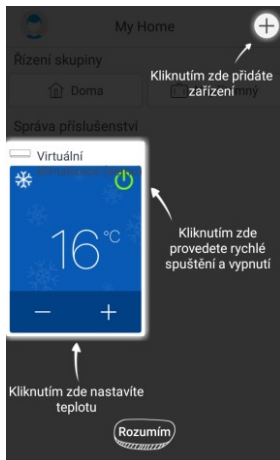 My Home
Kliknutím zde přidáte
zařízení
Řízení skupiny
Doma
Správa příslušenství
Virtuální
16°C
Kliknutím zde
provedete rychlé
spuštění a vypnutí
− +
Kliknutím zde nastavíte
teplotu
Rozumím